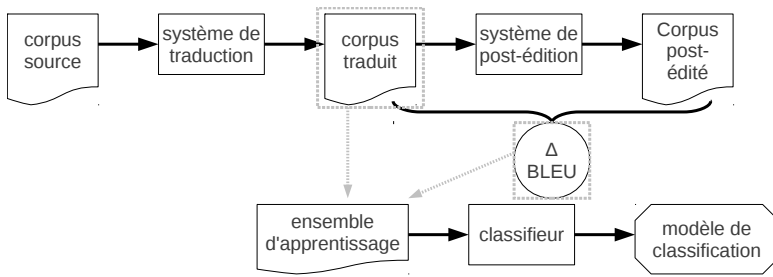 corpus
source
système de
traduction
corpus
traduit
système de
post-édition
Corpus
post-
édité
Δ
BLEU
ensemble
d'apprentissage
classifieur
modèle de
classification